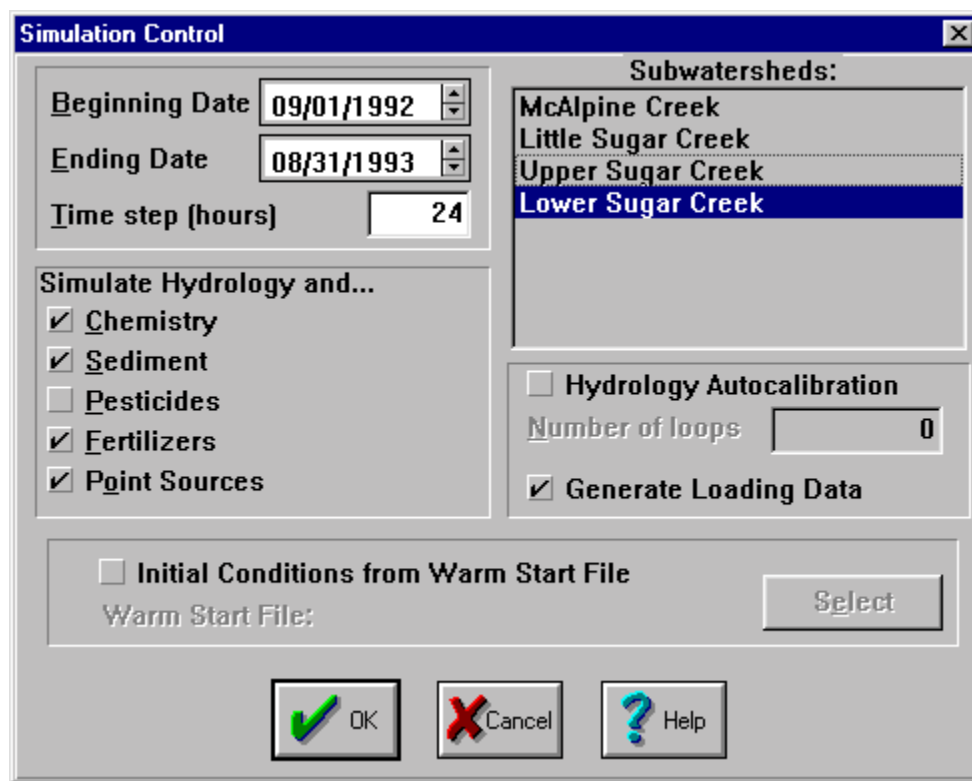 Simulation Control
Beginning Date 09/01/1992
Ending Date 08/31/1993
Time step (hours) 24
Subwatersheds:
McAlpine Creek
Little Sugar Creek
Upper Sugar Creek
Lower Sugar Creek
Simulate Hydrology and...
Chemistry
Sediment
Pesticides
Fertilizers
Point Sources
Hydrology Autocalibration
Number of loops 0
Generate Loading Data
Initial Conditions from Warm Start File
Warm Start File:
Select
OK
Cancel
Help